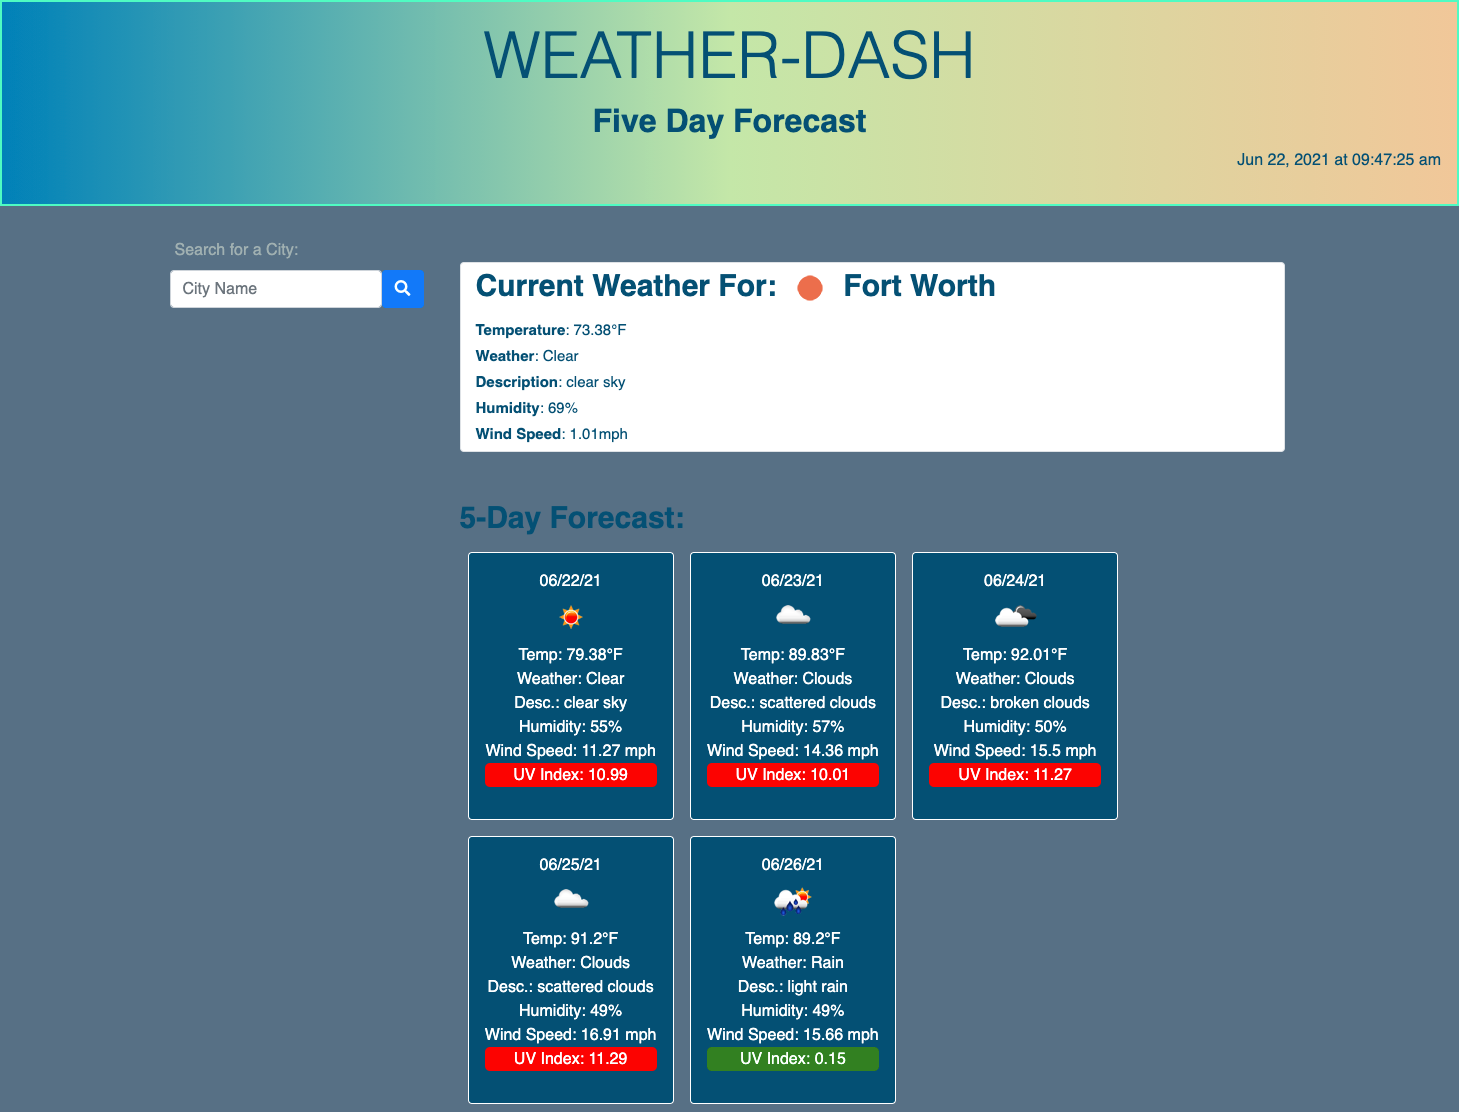 WEATHER-DASH
Five Day Forecast
Jun 22, 2021 at 09:47:25 am
Search for a City:
City Name
Current Weather For: Fort Worth
Temperature: 73.38°F
Weather: Clear
Description: clear sky
Humidity: 69%
Wind Speed: 1.01mph
5-Day Forecast:
06/22/21
Temp: 79.38°F
Weather: Clear
Desc.: clear sky
Humidity: 55%
Wind Speed: 11.27 mph
UV Index: 10.99
06/23/21
Temp: 89.83°F
Weather: Clouds
Desc.: scattered clouds
Humidity: 57%
Wind Speed: 14.36 mph
UV Index: 10.01
06/24/21
Temp: 92.01°F
Weather: Clouds
Desc.: broken clouds
Humidity: 50%
Wind Speed: 15.5 mph
UV Index: 11.27
06/25/21
Temp: 91.2°F
Weather: Clouds
Desc.: scattered clouds
Humidity: 49%
Wind Speed: 16.91 mph
UV Index: 11.29
06/26/21
Temp: 89.2°F
Weather: Rain
Desc.: light rain
Humidity: 49%
Wind Speed: 15.66 mph
UV Index: 0.15